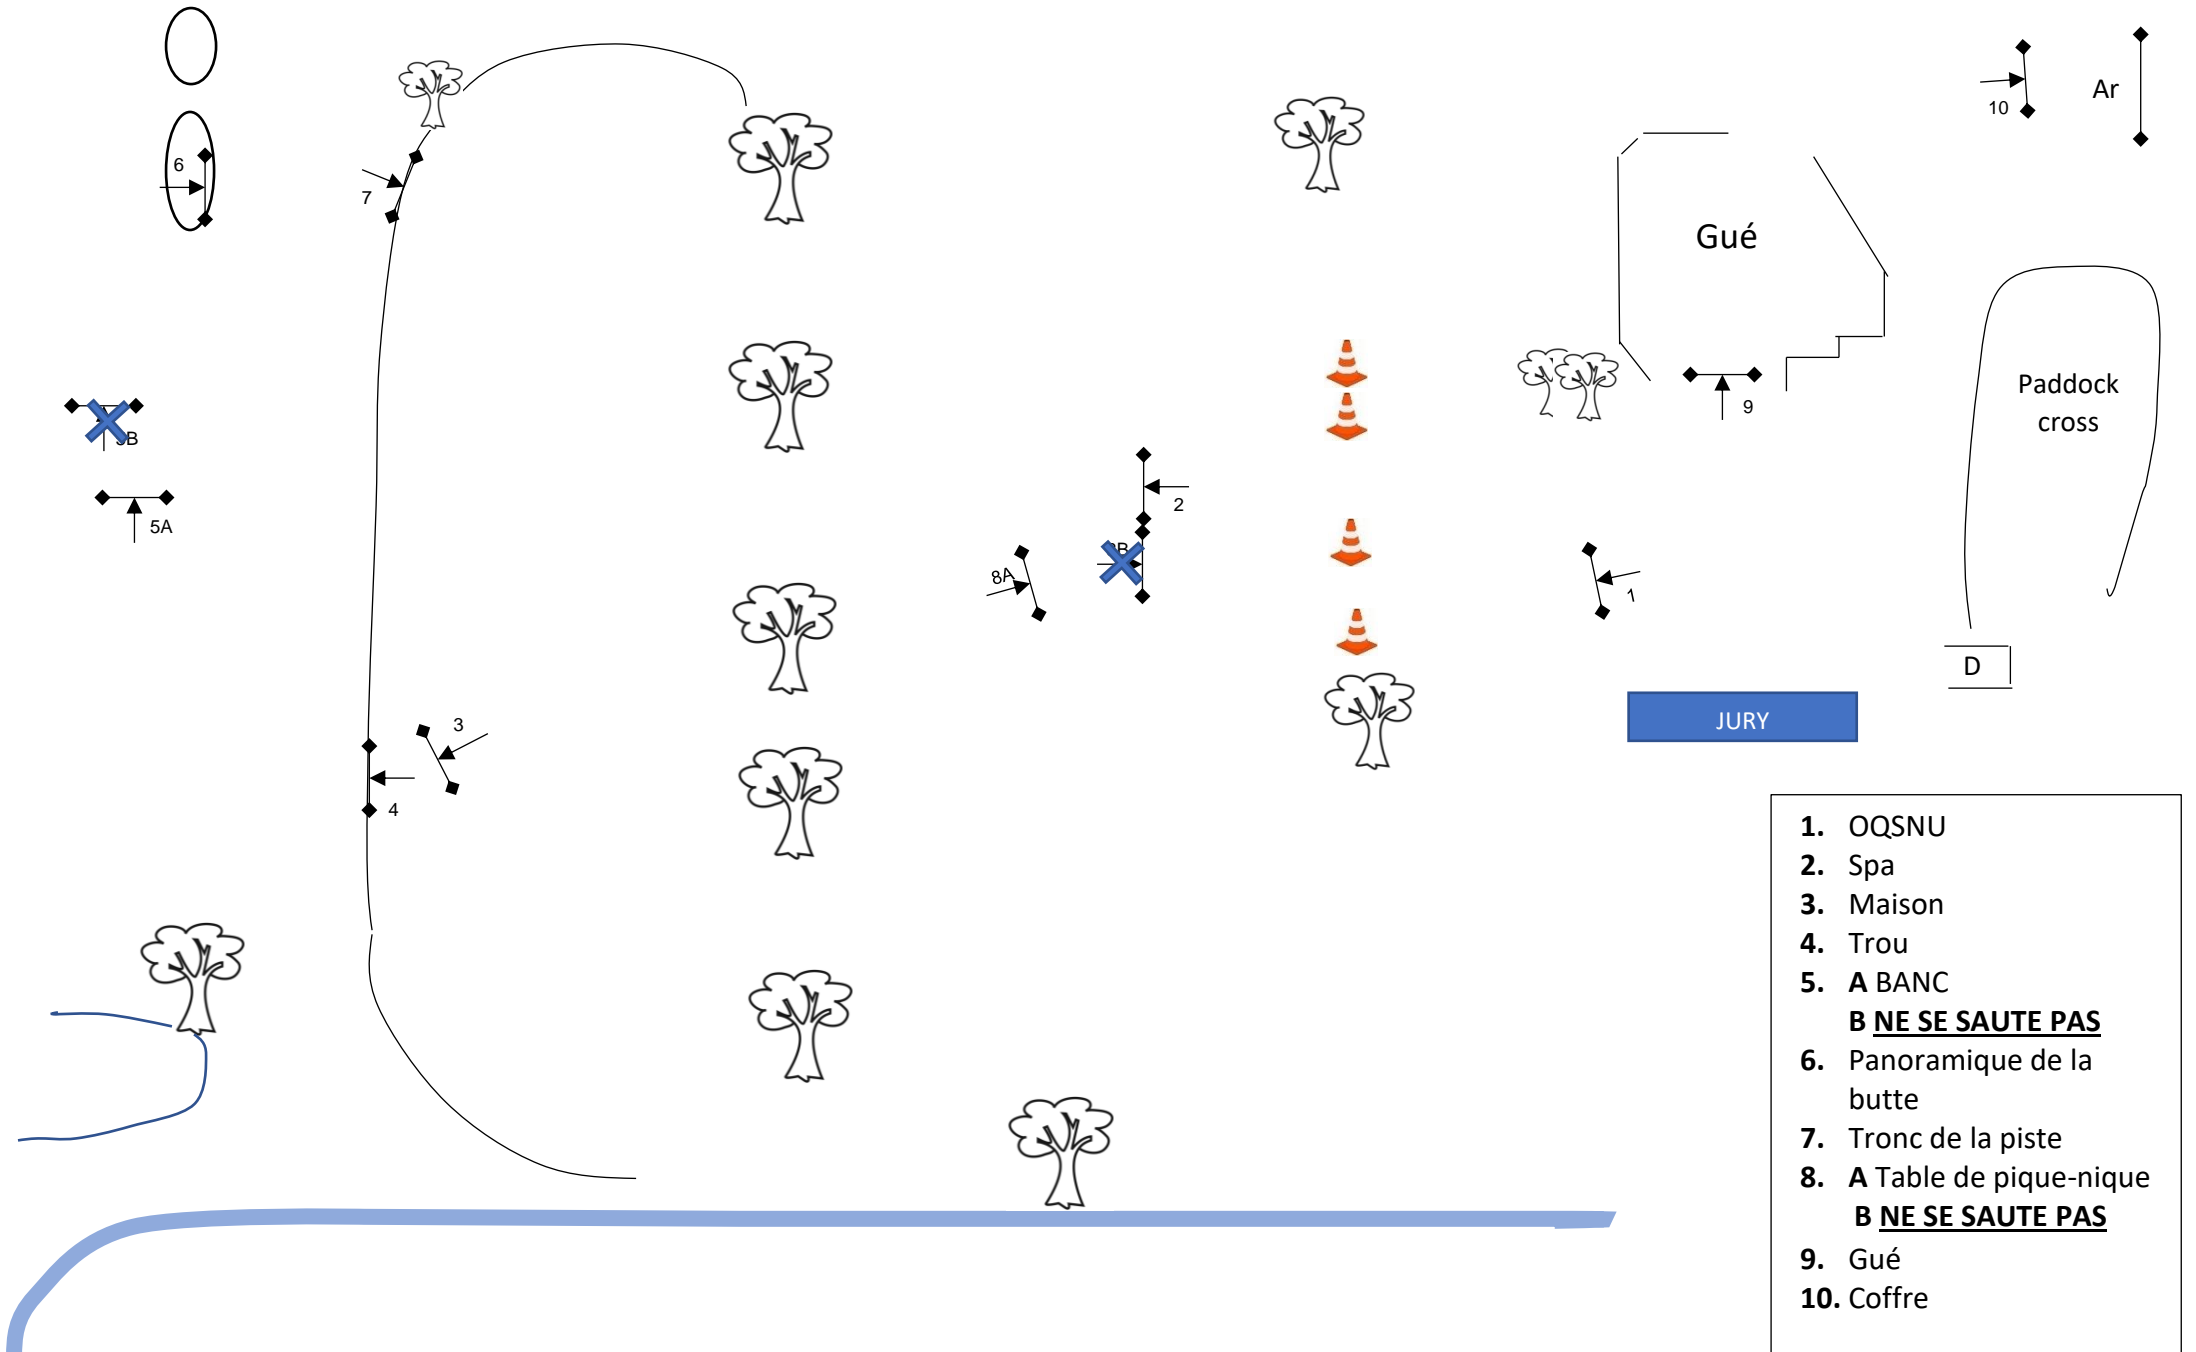 6
7
10
Ar
Gué
Paddock
cross
9
5A
2
8A
1
D
3
4
JURY
1. OQSNU
2. Spa
3. Maison
4. Trou
5. A BANC
B NE SE SAUTE PAS
6. Panoramique de la
butte
7. Tronc de la piste
8. A Table de pique-nique
B NE SE SAUTE PAS
9. Gué
10. Coffre